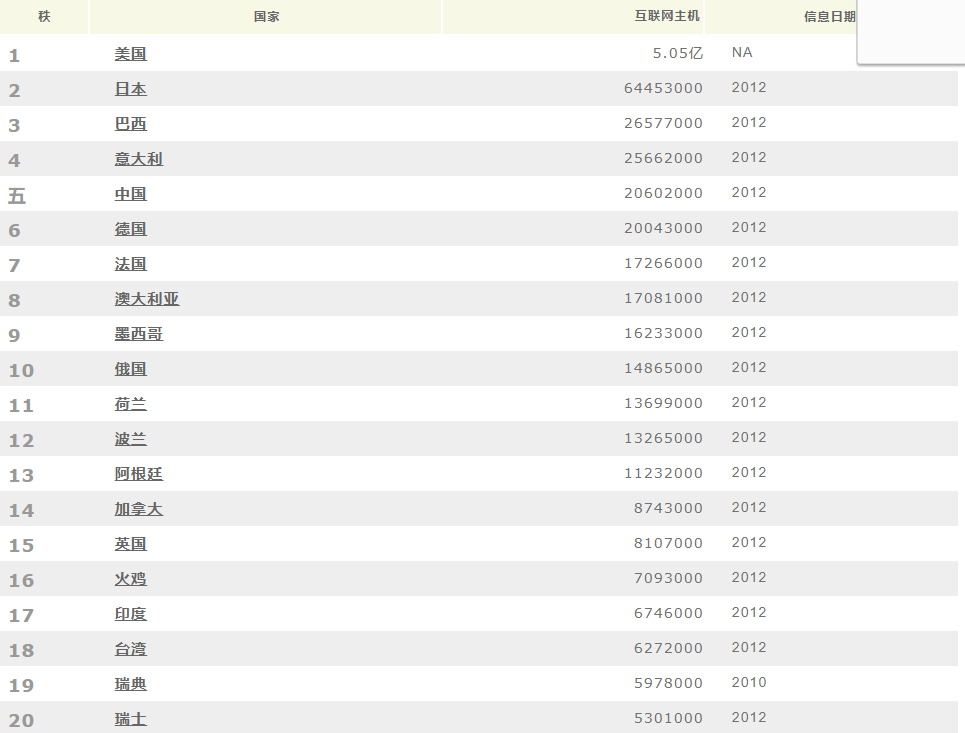 秩 国家 互联网主机 信息日期
1 美国 5.05亿 NA
2 日本 64453000 2012
3 巴西 26577000 2012
4 意大利 25662000 2012
五 中国 20602000 2012
6 德国 20043000 2012
7 法国 17266000 2012
8 澳大利亚 17081000 2012
9 墨西哥 16233000 2012
10 俄国 14865000 2012
11 荷兰 13699000 2012
12 波兰 13265000 2012
13 阿根廷 11232000 2012
14 加拿大 8743000 2012
15 英国 8107000 2012
16 火鸡 7093000 2012
17 印度 6746000 2012
18 台湾 6272000 2012
19 瑞典 5978000 2010
20 瑞士 5301000 2012